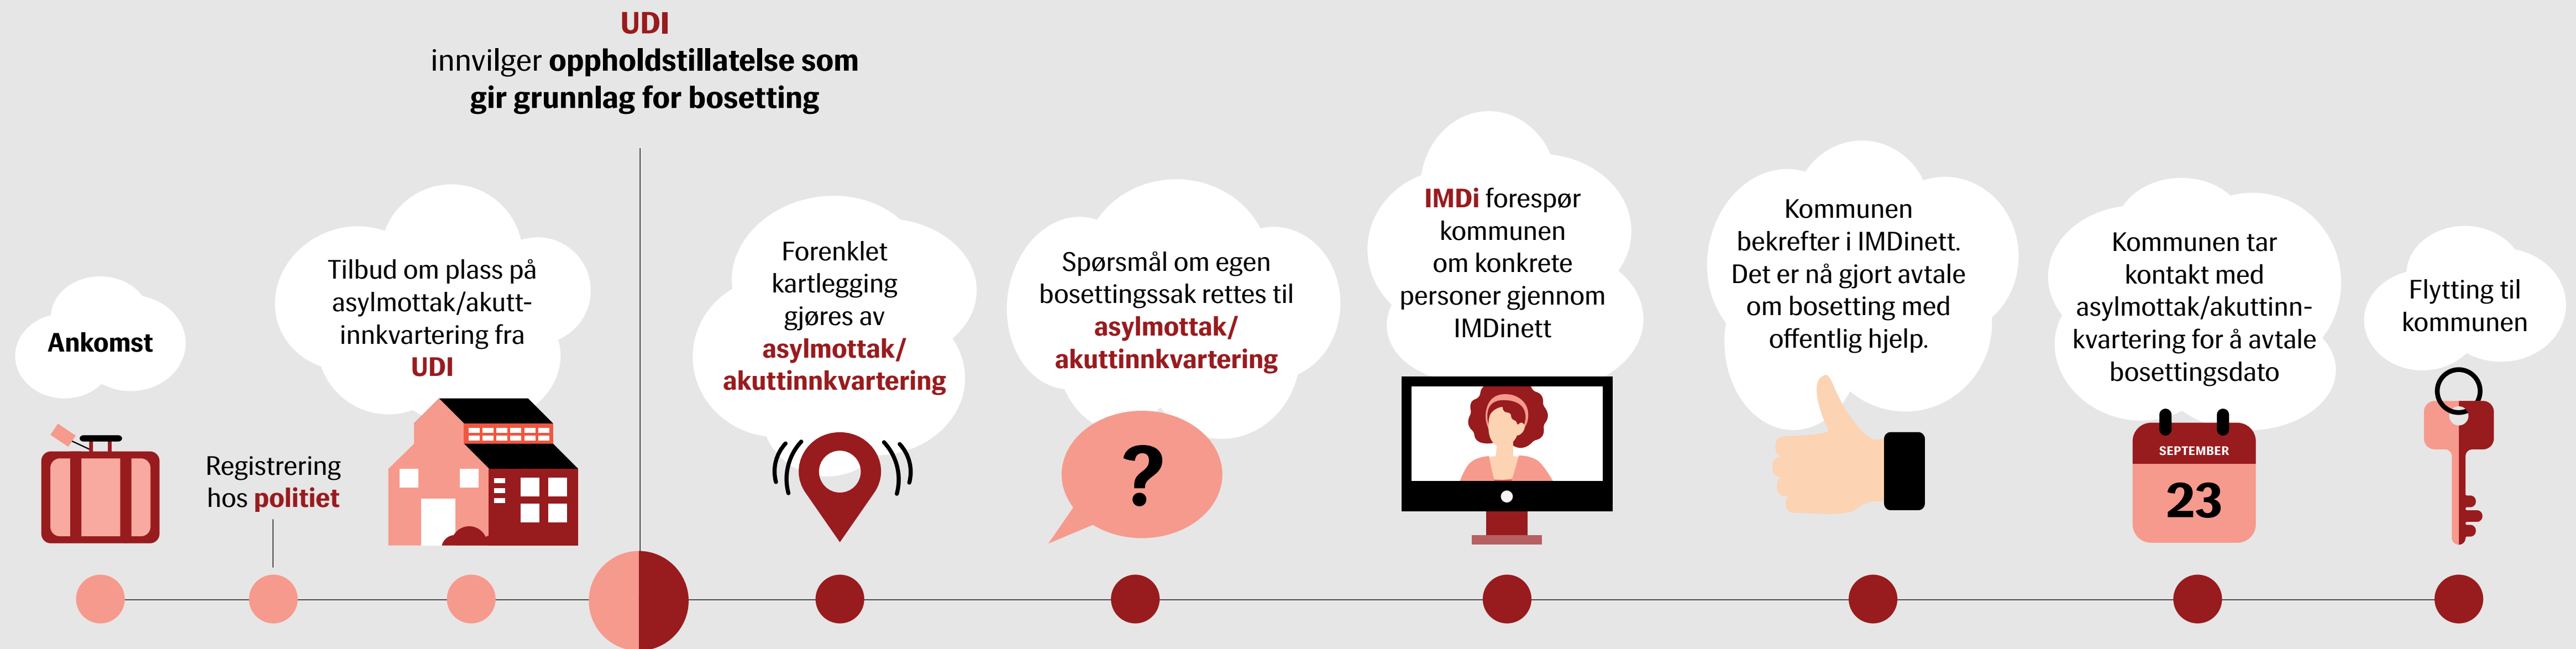 UDI
innvilger oppholdstillatelse som
gir grunnlag for bosetting
Ankomst
Registrering
hos politiet
Tilbud om plass på
asylmottak/akutt-
innkvartering fra
UDI
Forenklet
kartlegging
gjøres av
asylmottak/
akuttinnkvartering
Spørsmål om egen
bosettingssak rettes til
asylmottak/
akuttinnkvartering
?
IMDi forespør
kommunen
om konkrete
personer gjennom
IMDinett
Kommunen
bekrefter i IMDinett.
Det er nå gjort avtale
om bosetting med
offentlig hjelp.
Kommunen tar
kontakt med
asylmottak/akuttinn-
kvartering for å avtale
bosettingsdato
SEPTEMBER
23
Flytting til
kommunen